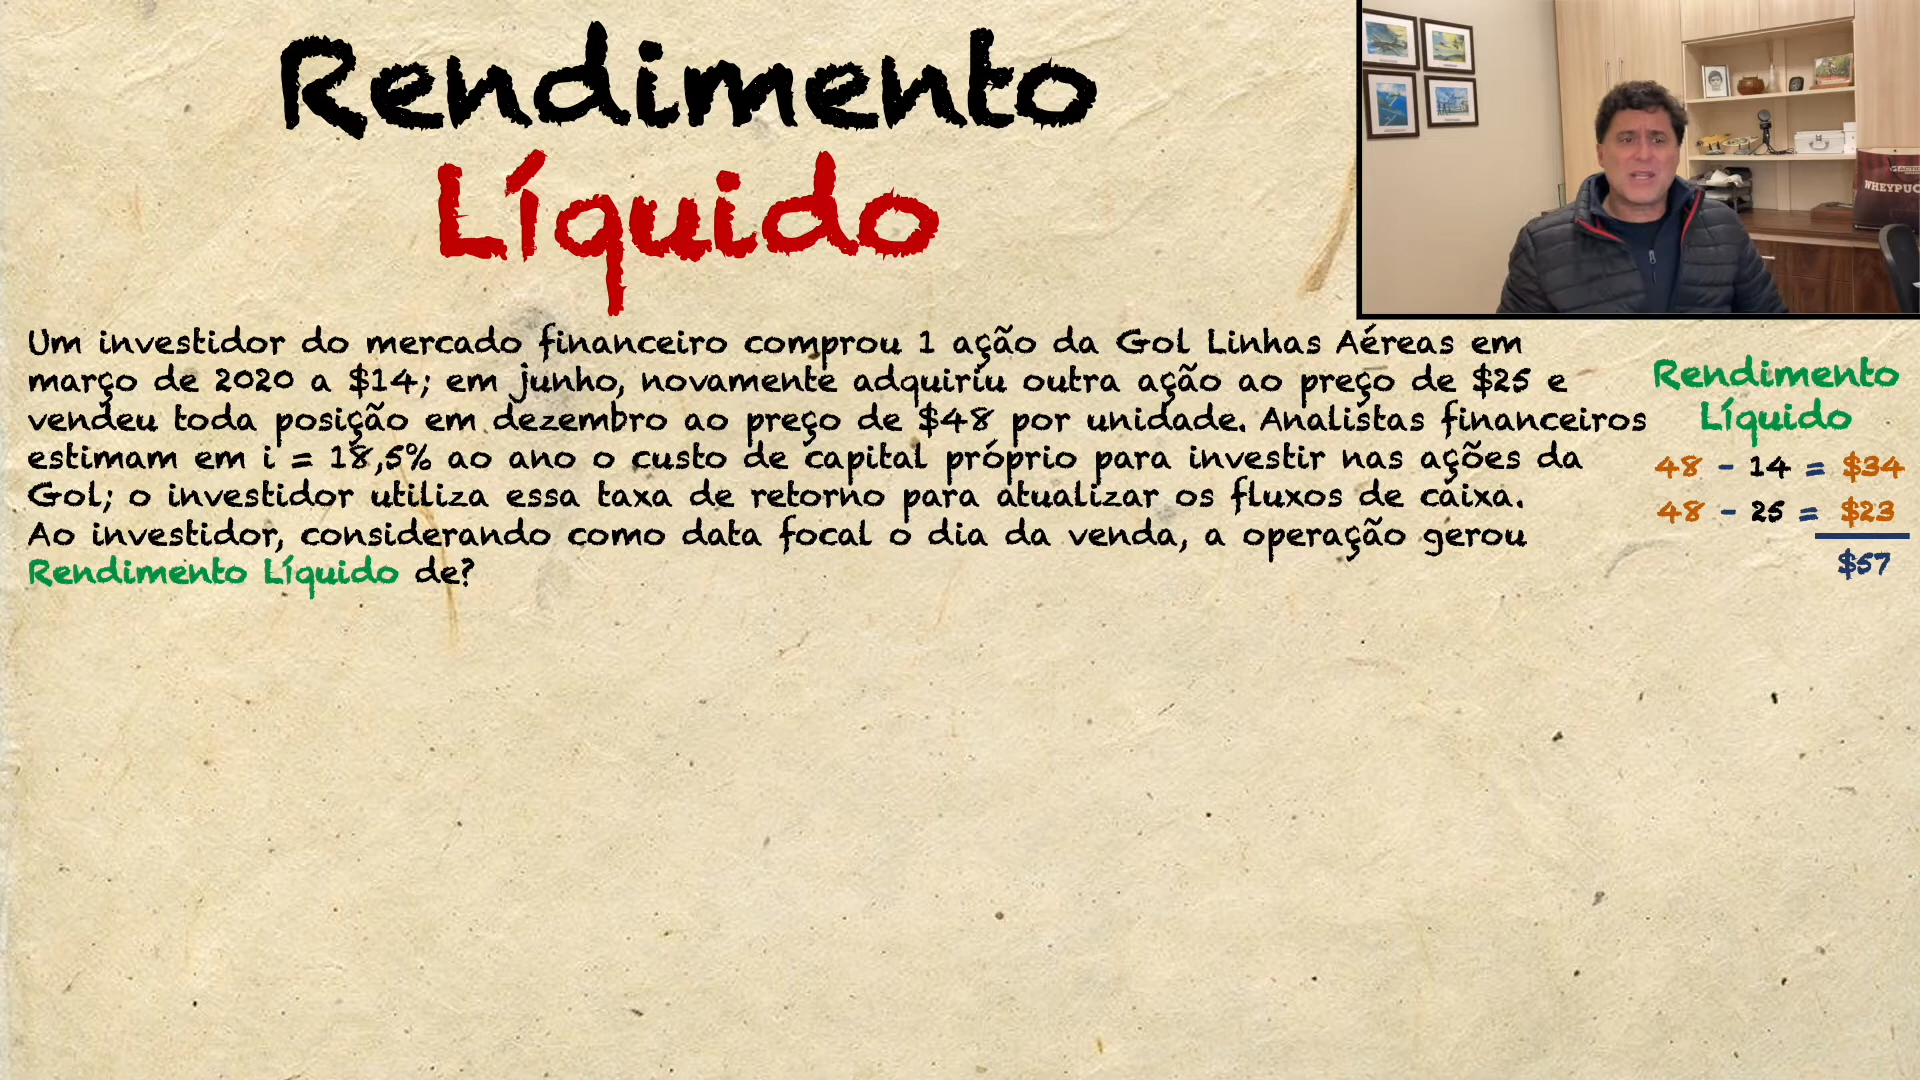 Rendimento
Líquido
WHEYPUC
Um investidor do mercado financeiro comprou 1 ação da Gol Linhas Aéreas em
março de 2020 a $14; em junho, novamente adquiriu outra ação ao preço de $25 e
vendeu toda posição em dezembro ao preço de $48 por unidade. Analistas financeiros
estimam em i = 18,5% ao ano o custo de capital próprio para investir nas ações da
Gol; o investidor utiliza essa taxa de retorno para atualizar os fluxos de caixa.
Ao investidor, considerando como data focal o dia da venda, a operação gerou
Rendimento Líquido de?
Rendimento
Líquido
48 - 14 = $34
48 - 25 = $23
$57